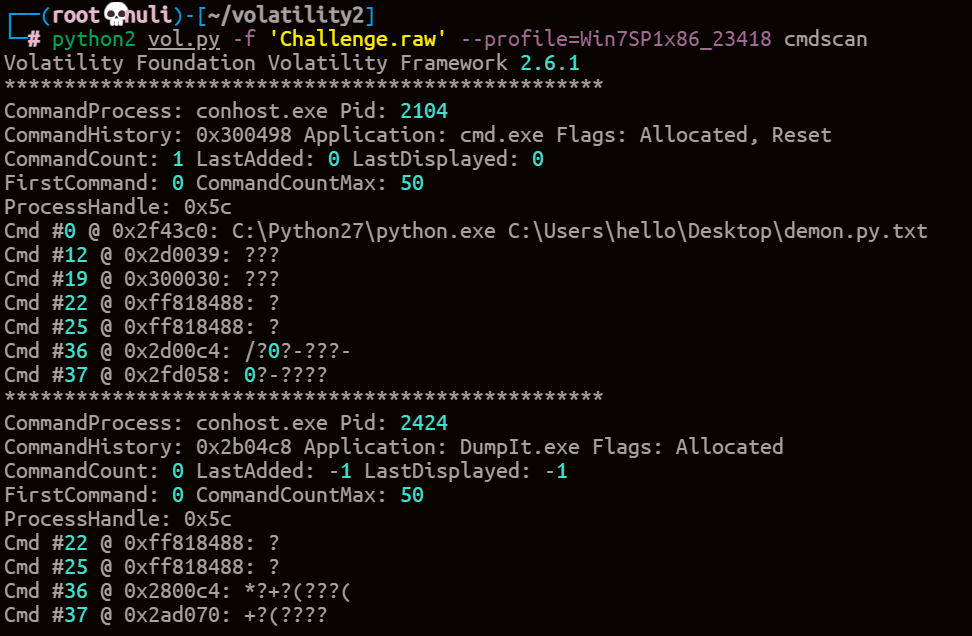 ┌──(root💀nuli)-[~/volatility2]
└─# python2 vol.py -f 'Challenge.raw' --profile=Win7SP1x86_23418 cmdscan
Volatility Foundation Volatility Framework 2.6.1
**************************************************
CommandProcess: conhost.exe Pid: 2104
CommandHistory: 0x300498 Application: cmd.exe Flags: Allocated, Reset
CommandCount: 1 LastAdded: 0 LastDisplayed: 0
FirstCommand: 0 CommandCountMax: 50
ProcessHandle: 0x5c
Cmd #0 @ 0x2f43c0: C:\Python27\python.exe C:\Users\hello\Desktop\demon.py.txt
Cmd #12 @ 0x2d0039: ???
Cmd #19 @ 0x300030: ???
Cmd #22 @ 0xff818488: ?
Cmd #25 @ 0xff818488: ?
Cmd #36 @ 0x2d00c4: /?0?-???-
Cmd #37 @ 0x2fd058: 0?-????
**************************************************
CommandProcess: conhost.exe Pid: 2424
CommandHistory: 0x2b04c8 Application: DumpIt.exe Flags: Allocated
CommandCount: 0 LastAdded: -1 LastDisplayed: -1
FirstCommand: 0 CommandCountMax: 50
ProcessHandle: 0x5c
Cmd #22 @ 0xff818488: ?
Cmd #25 @ 0xff818488: ?
Cmd #36 @ 0x2800c4: *?+?(???(
Cmd #37 @ 0x2ad070: +?(????